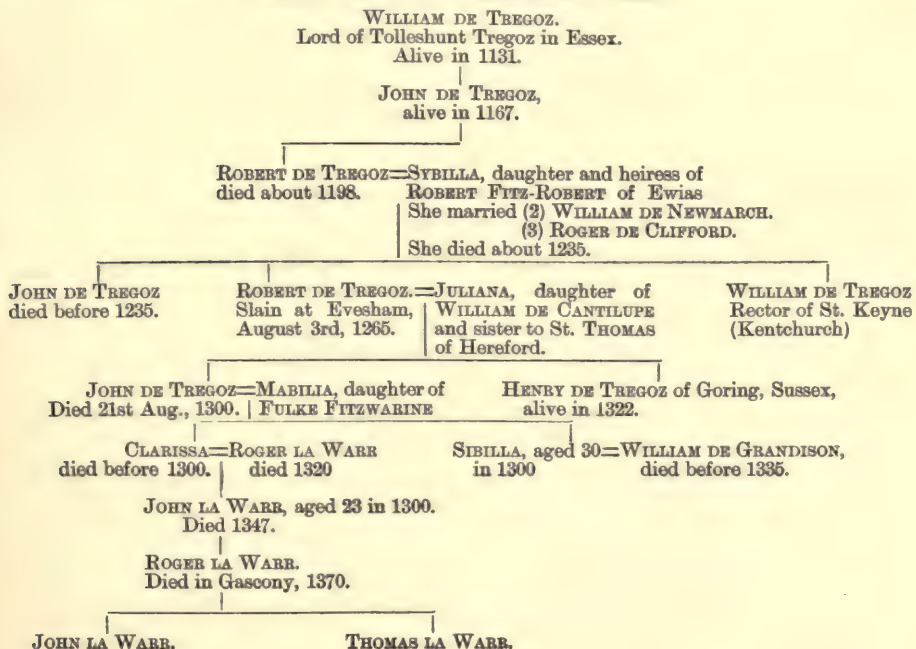 WILLIAM DE TREGOZ.
Lord of Tolleshunt Tregoz in Essex.
Alive in 1131.
JOHN DE TREGOZ,
alive in 1167.
ROBERT DE TREGOZ=SYBILLA, daughter and heiress of
died about 1198. ROBERT FITZ-ROBERT of Ewias
She married (2) WILLIAM DE NEWMARCH.
(3) ROGER DE CLIFFORD.
She died about 1235.
JOHN DE TREGOZ ROBERT DE TREGOZ.=JULIANA, daughter of WILLIAM DE TREGOZ
died before 1235. Slain at Evesham, WILLIAM DE CANTILUPE Rector of St. Keyne
August 3rd, 1265. and sister to St. THOMAS (Kentchurch)
of Hereford.
JOHN DE TREGOZ=MABILIA, daughter of HENRY DE TREGOZ of Goring, Sussex,
Died 21st Aug., 1300. FULKE FITZWARINE alive in 1322.
CLARISSA=ROGER LA WARR SIBILLA, aged 30=WILLIAM DE GRANDISON,
died before 1300. died 1320 in 1300 died before 1335.
JOHN LA WARR, aged 23 in 1300.
Died 1347.
ROGER LA WARR.
Died in Gascony, 1370.
JOHN LA WARR. THOMAS LA WARR.